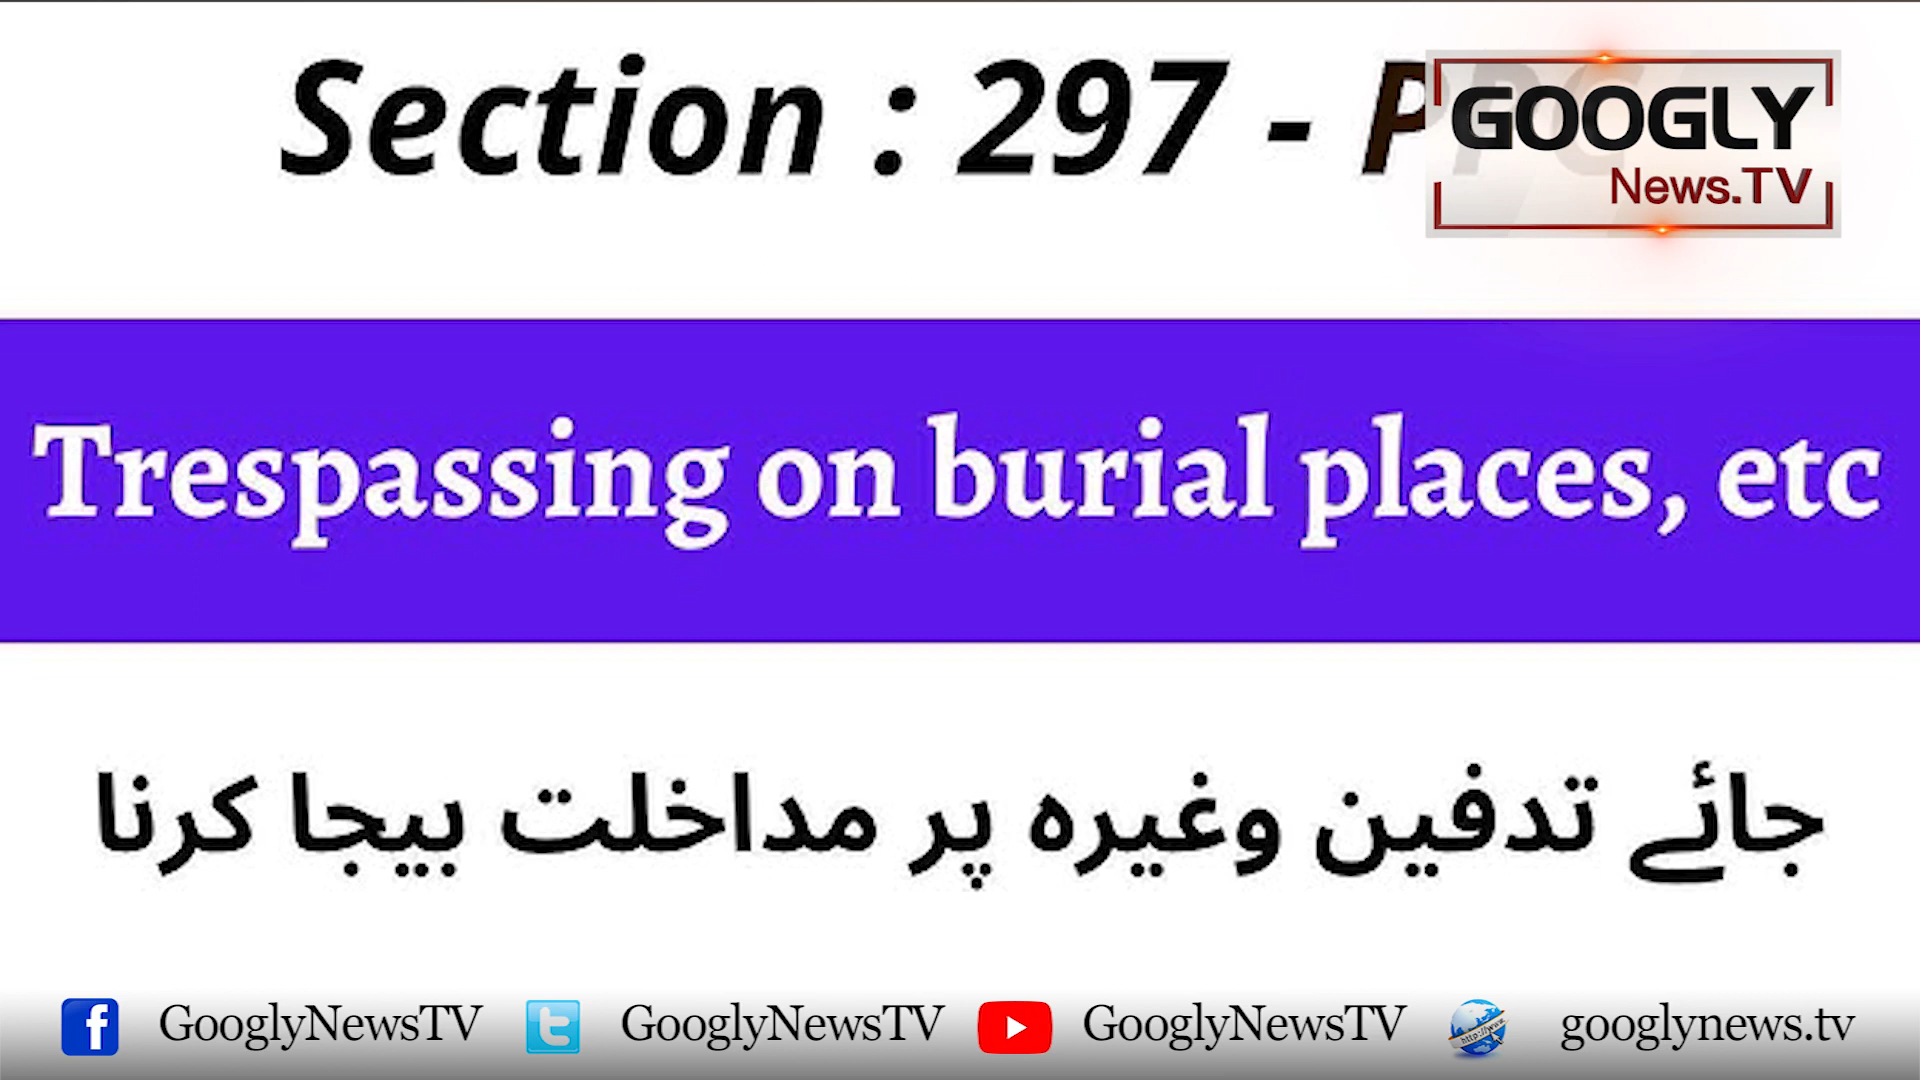 Section : 297 - PPC
GOOGLY
News.TV
Trespassing on burial places, etc
جائے تدفین وغیرہ پر مداخلت بیجا کرنا
GooglyNewsTV GooglyNewsTV GooglyNewsTV googlynews.tv